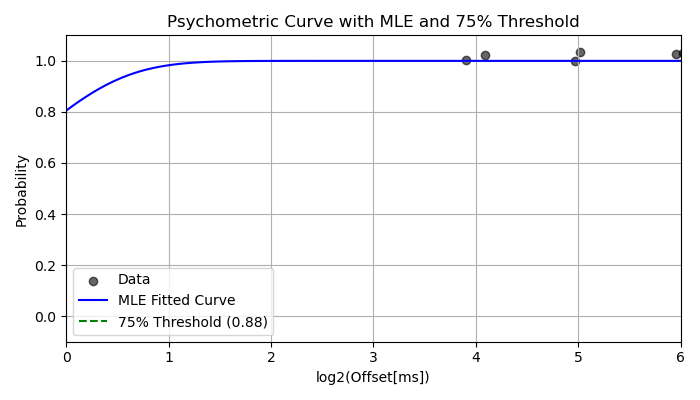 Psychometric Curve with MLE and 75% Threshold
Probability
1.0
0.8
0.6
0.4
0.2
0.0
Data
MLE Fitted Curve
75% Threshold (0.88)
0 1 2 3 4 5 6
log2(Offset[ms])